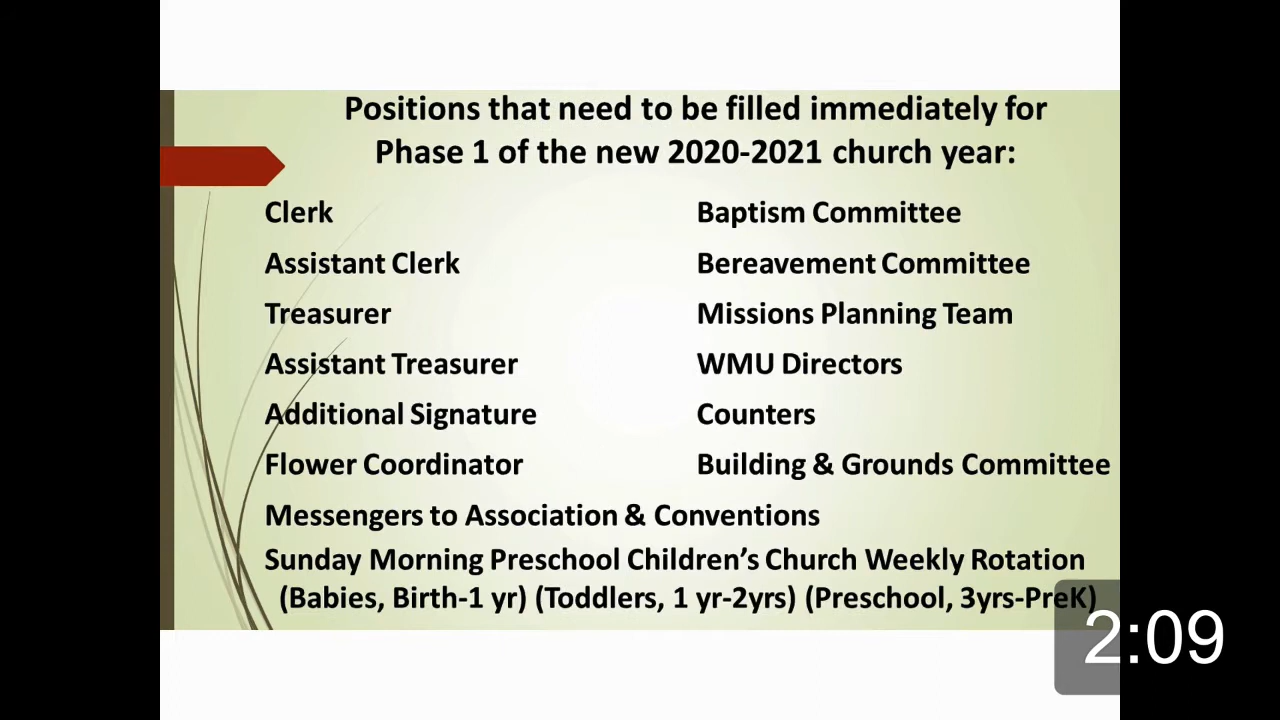 Positions that need to be filled immediately for
Phase 1 of the new 2020-2021 church year:
Clerk
Assistant Clerk
Treasurer
Assistant Treasurer
Additional Signature
Flower Coordinator
Baptism Committee
Bereavement Committee
Missions Planning Team
WMU Directors
Counters
Building & Grounds Committee
Messengers to Association & Conventions
Sunday Morning Preschool Children’s Church Weekly Rotation
(Babies, Birth-1 yr) (Toddlers, 1 yr-2yrs) (Preschool, 3yrs-PreK)
2:09